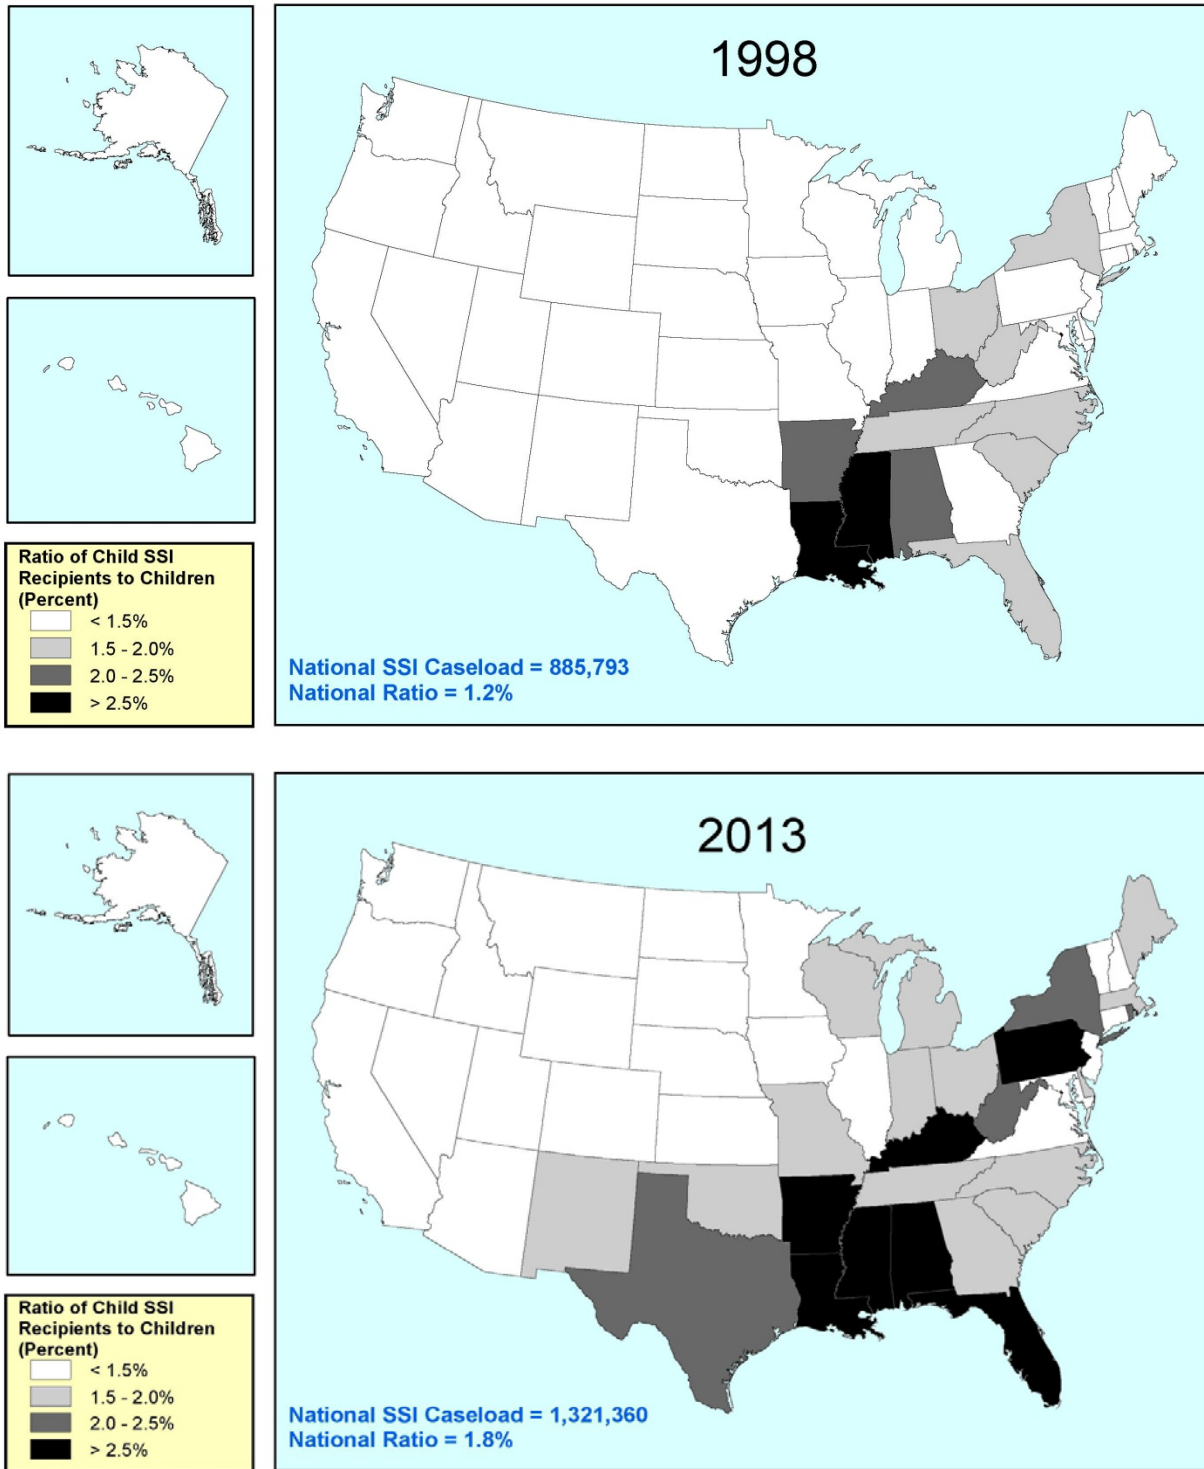 1998
Ratio of Child SSI
Recipients to Children
(Percent)
< 1.5%
1.5 - 2.0%
2.0 - 2.5%
> 2.5%
National SSI Caseload = 885,793
National Ratio = 1.2%
2013
Ratio of Child SSI
Recipients to Children
(Percent)
< 1.5%
1.5 - 2.0%
2.0 - 2.5%
> 2.5%
National SSI Caseload = 1,321,360
National Ratio = 1.8%